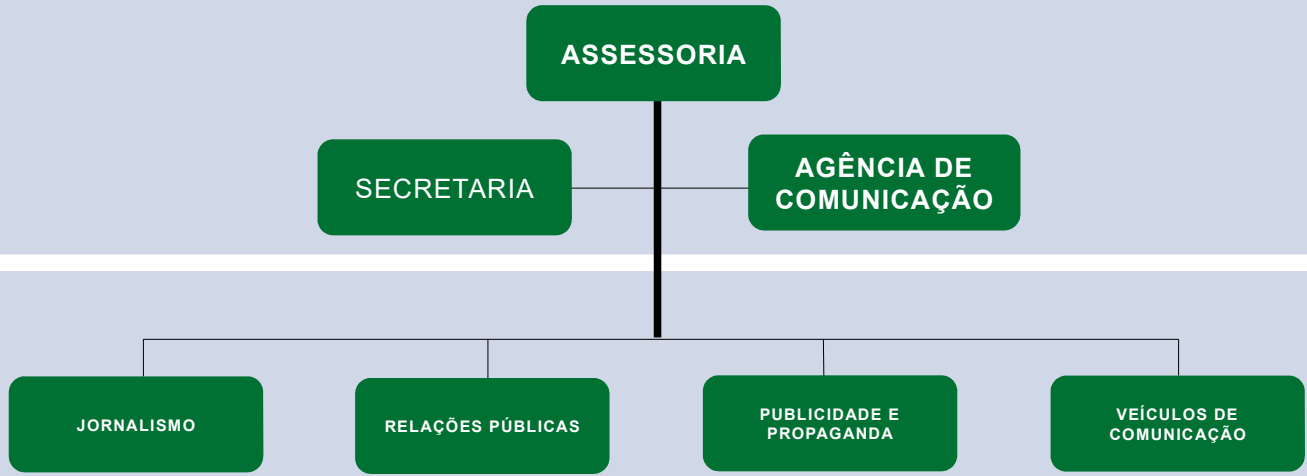 ASSESSORIA
SECRETARIA
AGÊNCIA DE
COMUNICAÇÃO
JORNALISMO
RELAÇÕES PÚBLICAS
PUBLICIDADE E
PROPAGANDA
VEÍCULOS DE
COMUNICAÇÃO